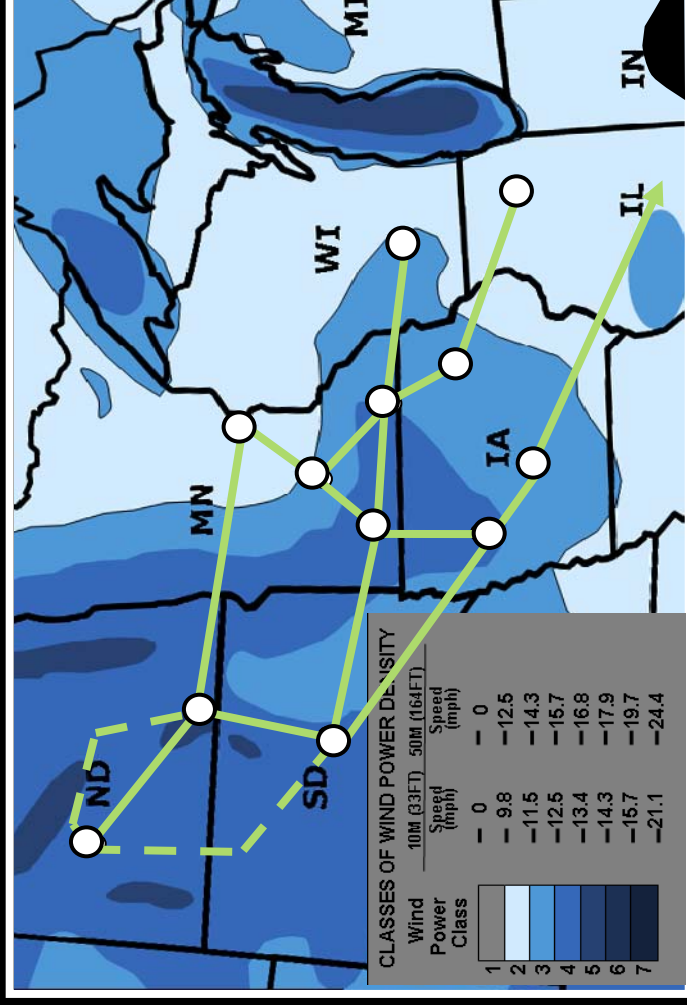 ND
MN
SD
WI
MI
CLASSES OF WIND POWER DENSITY
Wind Power Class
10M (33FT) 50M (164FT)
Speed (mph) Speed (mph)
– 0 – 0
1
– 9.8 –12.5
2
–11.5 –14.3
3
–12.5 –15.7
4
–13.4 –16.8
5
–14.3 –17.9
6
–15.7 –19.7
7
–21.1 –24.4
IA
IL
IN